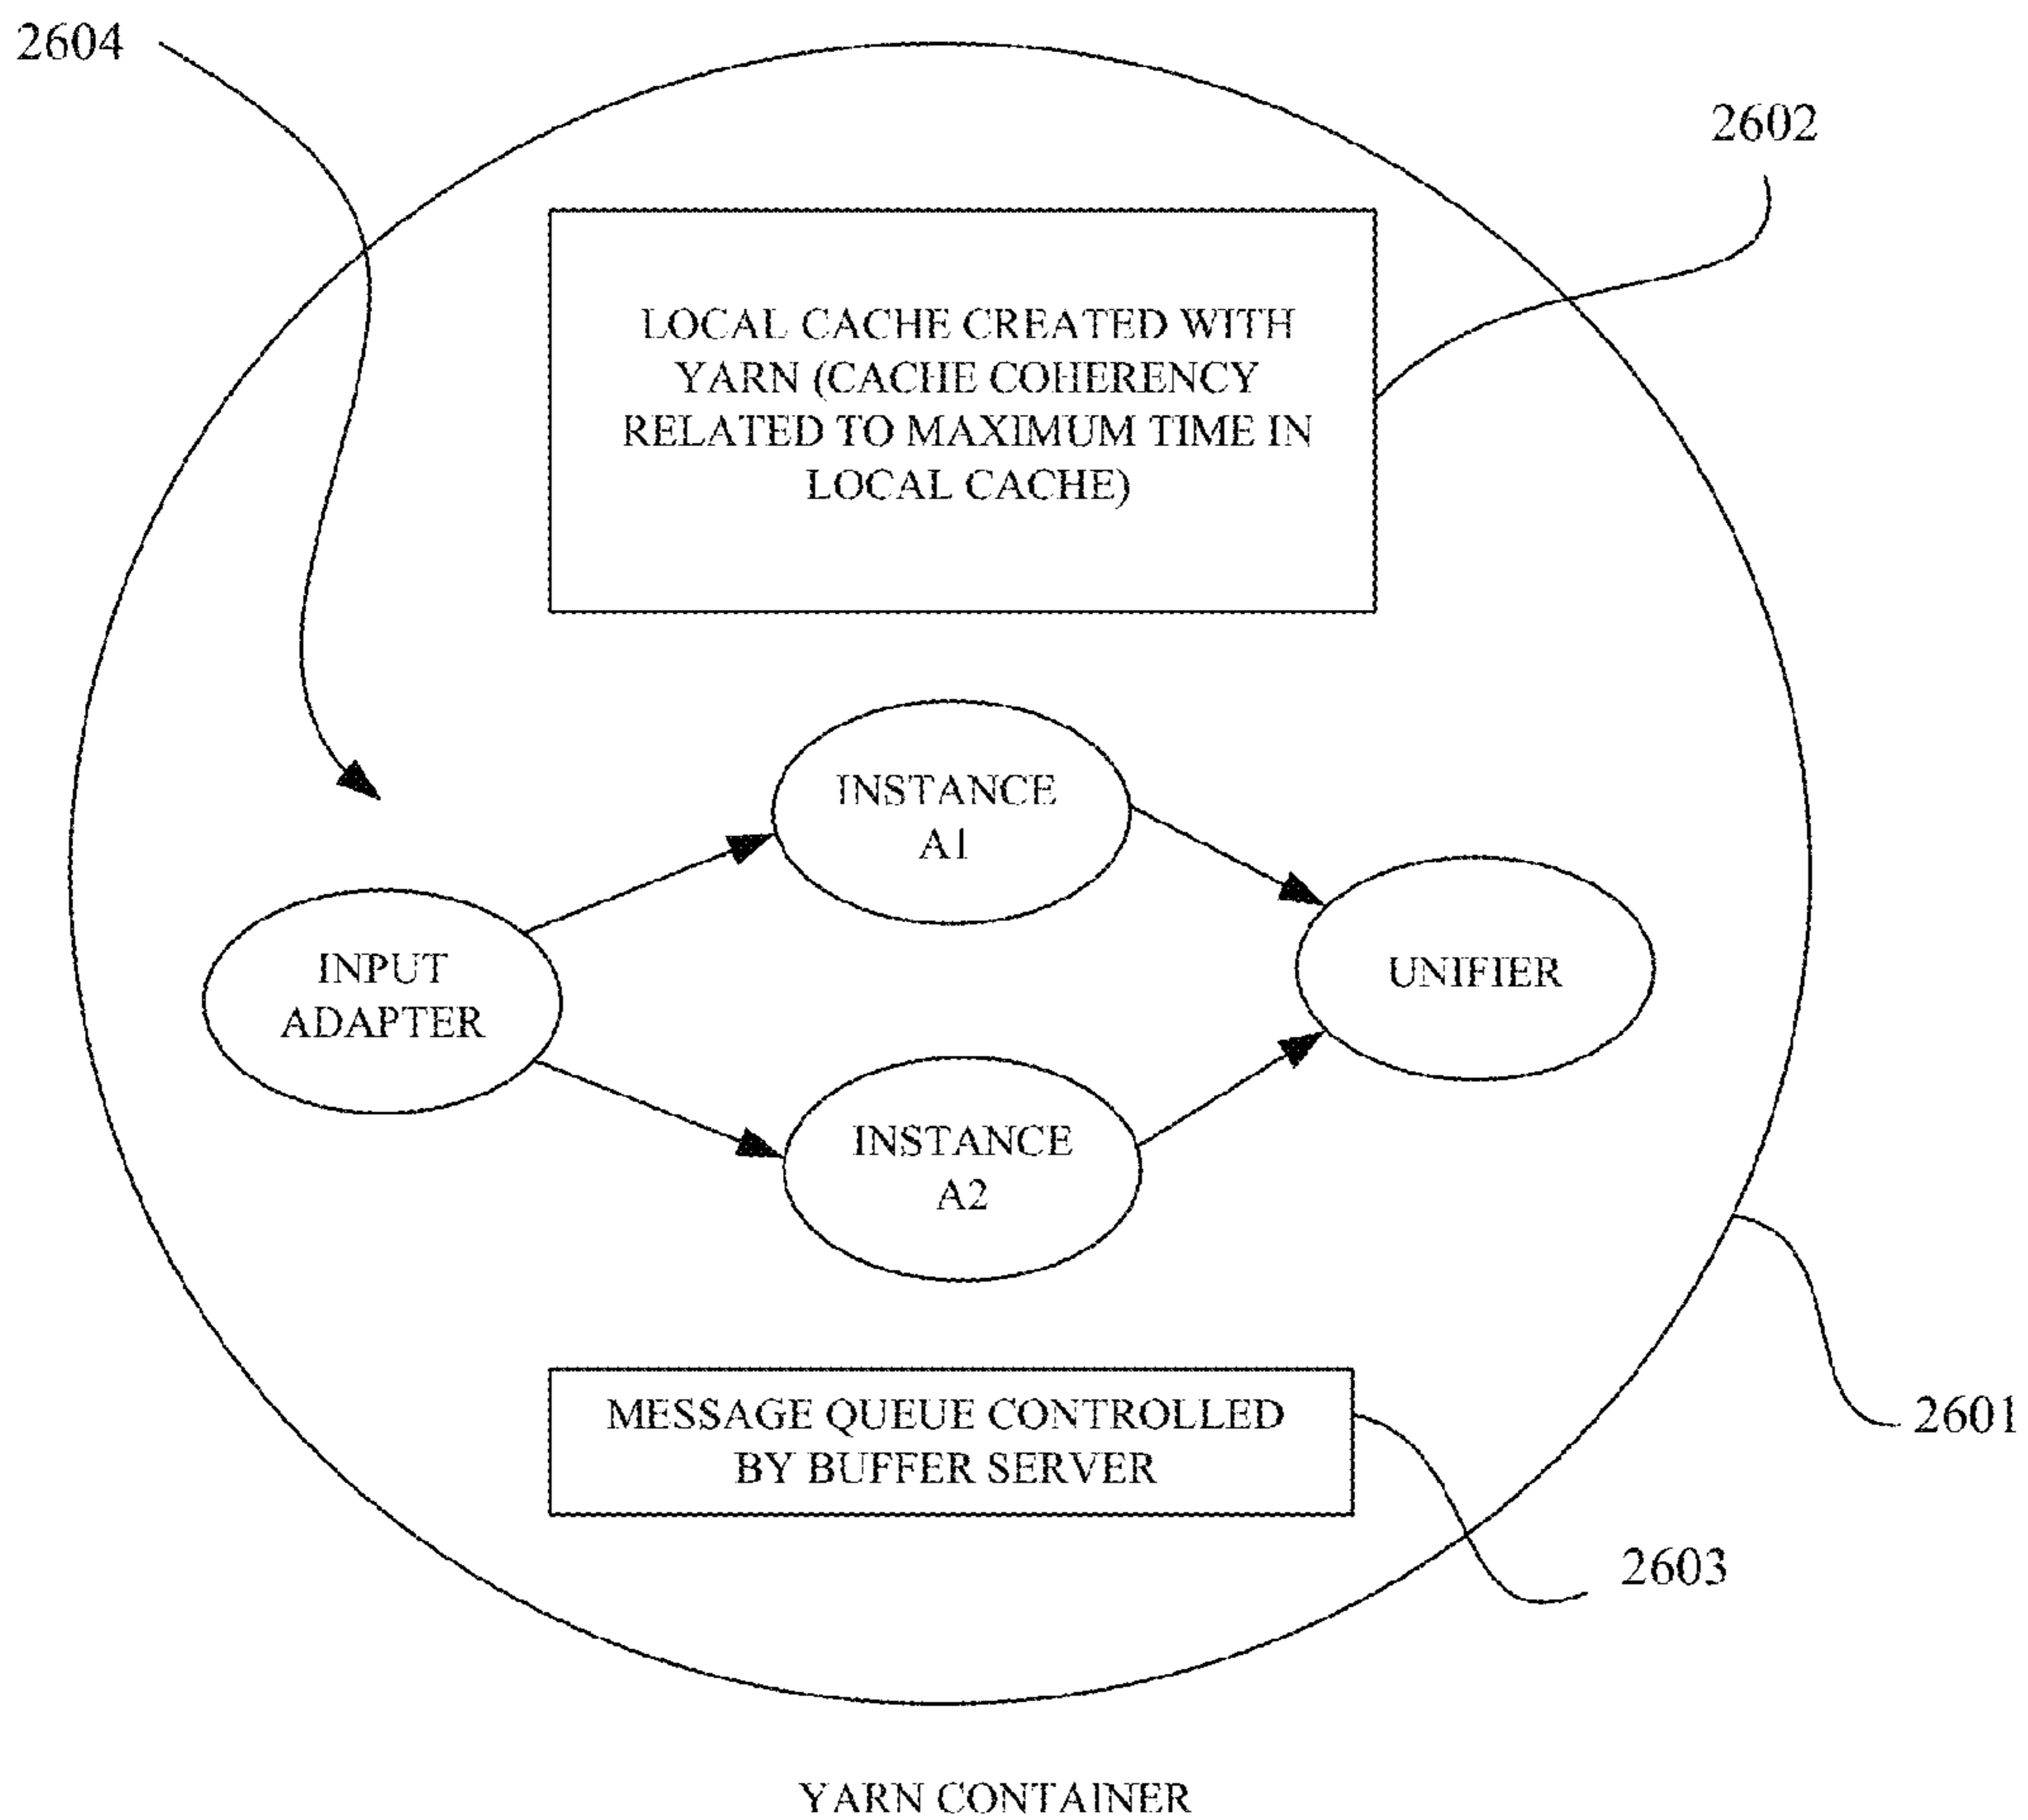 2604
2602
LOCAL CACHE CREATED WITH
YARN (CACHE COHERENCY
RELATED TO MAXIMUM TIME IN
LOCAL CACHE)
INSTANCE
A1
INPUT
ADAPTER
UNIFIER
INSTANCE
A2
MESSAGE QUEUE CONTROLLED
BY BUFFER SERVER
2601
2603
YARN CONTAINER